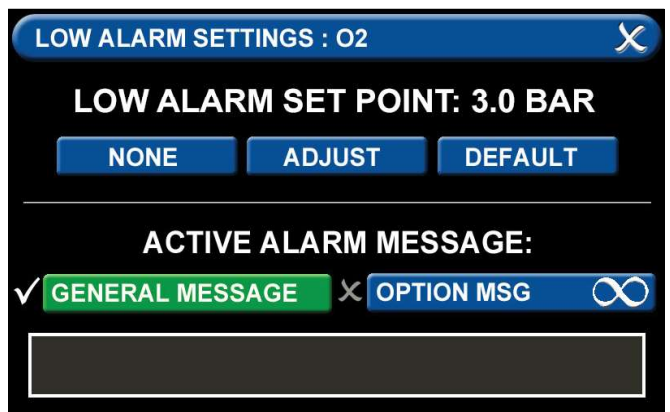 LOW ALARM SETTINGS : O2
LOW ALARM SET POINT: 3.0 BAR
NONE ADJUST DEFAULT
ACTIVE ALARM MESSAGE:
GENERAL MESSAGE OPTION MSG